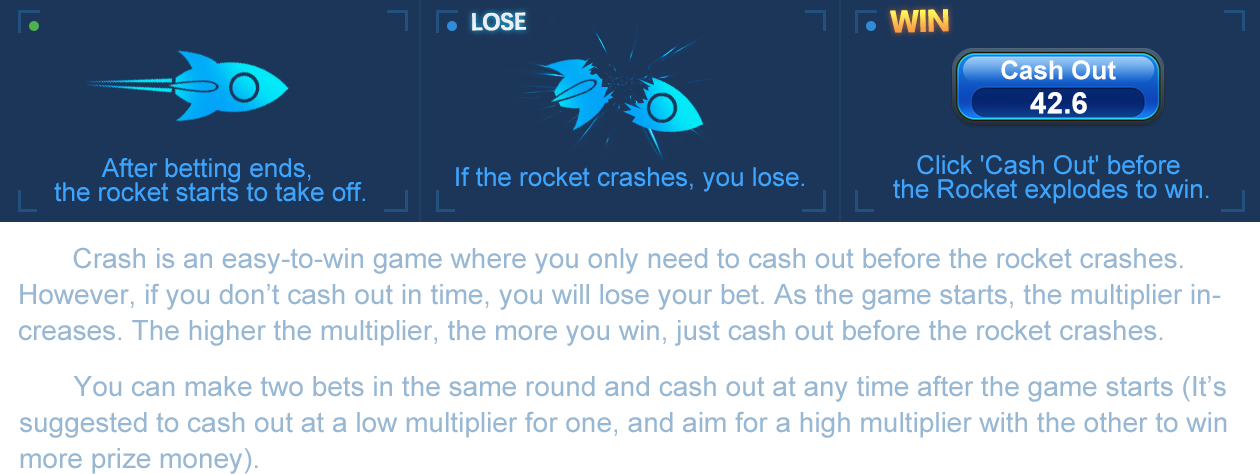 After betting ends,
the rocket starts to take off.
LOSE
If the rocket crashes, you lose.
WIN
Cash Out
42.6
Click 'Cash Out' before
the Rocket explodes to win.
Crash is an easy-to-win game where you only need to cash out before the rocket crashes.
However, if you don’t cash out in time, you will lose your bet. As the game starts, the multiplier in-
creases. The higher the multiplier, the more you win, just cash out before the rocket crashes.
You can make two bets in the same round and cash out at any time after the game starts (It’s
suggested to cash out at a low multiplier for one, and aim for a high multiplier with the other to win
more prize money).